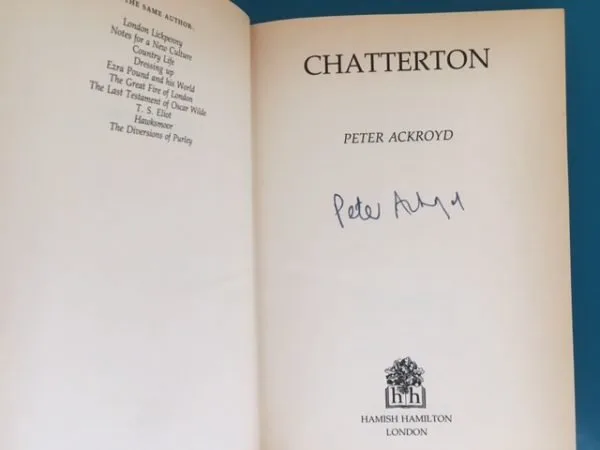 THE SAME AUTHOR
London Lickpenny
Notes for a New Culture
Country Life
Dressing up
Ezra Pound and his World
The Great Fire of London
The Last Testament of Oscar Wilde
T. S. Eliot
Hawksmoor
The Diversions of Purley
CHATTERTON
PETER ACKROYD
Peter Ackroyd
h h
HAMISH HAMILTON
LONDON